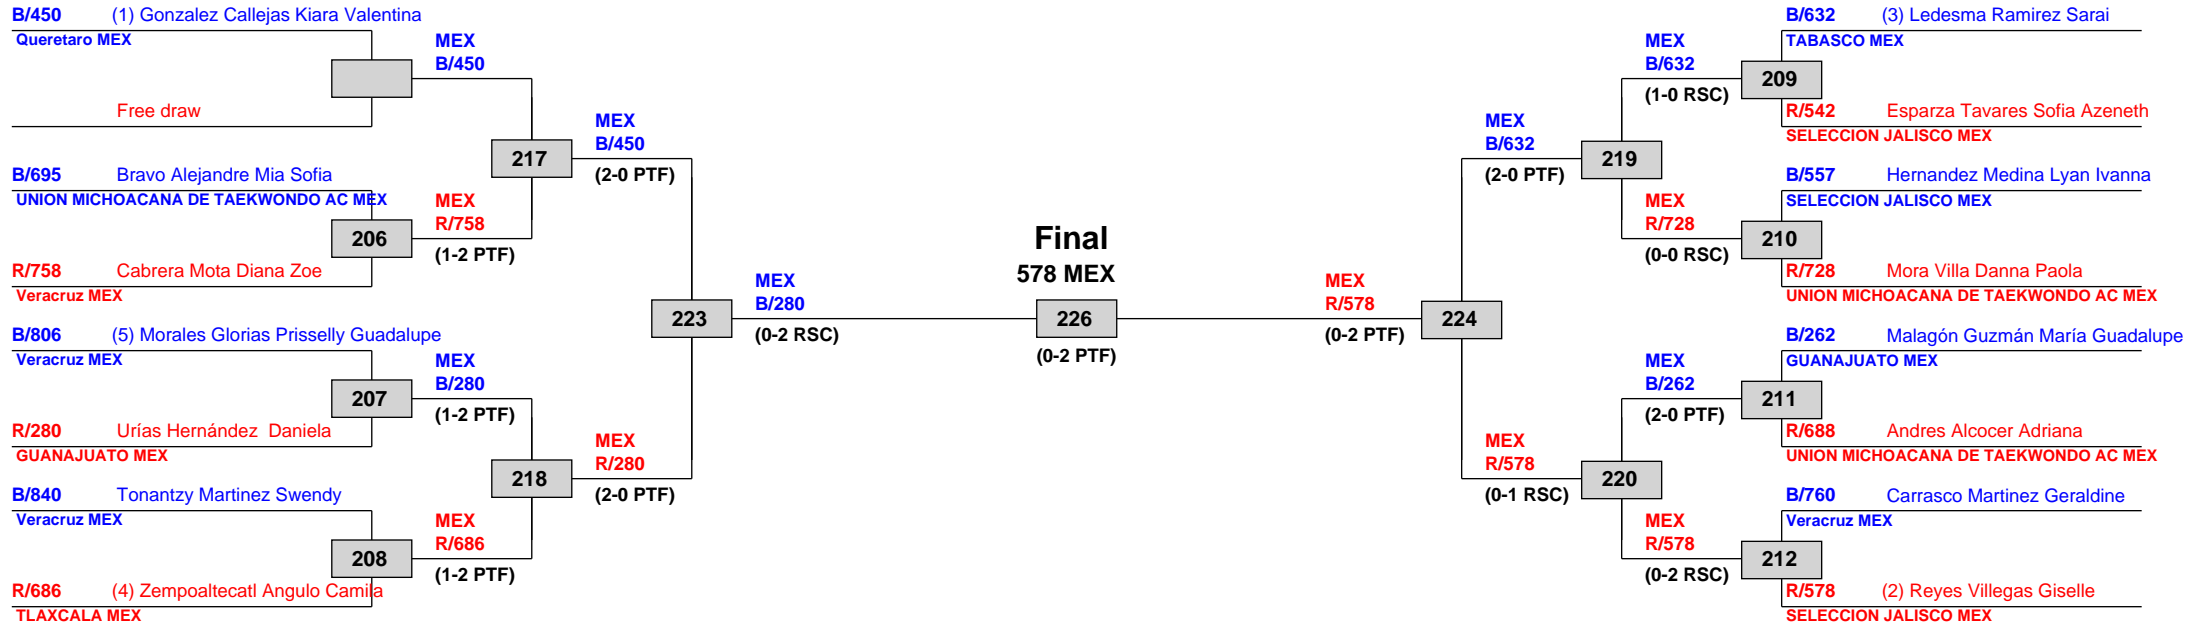 B/450 (1) Gonzalez Callejas Kiara Valentina
Queretaro MEX
Free draw
MEX
B/450
B/695 Bravo Alejandre Mia Sofia
UNION MICHOACANA DE TAEKWONDO AC MEX
206
R/758 Cabrera Mota Diana Zoe
Veracruz MEX
MEX
R/758
(1-2 PTF)
217
MEX
B/450
(2-0 PTF)
B/806 (5) Morales Glorias Prisselly Guadalupe
Veracruz MEX
207
R/280 Urías Hernández Daniela
GUANAJUATO MEX
MEX
B/280
(1-2 PTF)
B/840 Tonantzy Martinez Swendy
Veracruz MEX
208
R/686 (4) Zempoaltecatl Angulo Camila
TLAXCALA MEX
MEX
R/686
(1-2 PTF)
218
MEX
R/280
(2-0 PTF)
223
MEX
B/280
(0-2 RSC)
Final
578 MEX
226
(0-2 PTF)
MEX
R/578
(0-2 PTF)
224
MEX
B/632
(2-0 PTF)
219
MEX
B/632
(1-0 RSC)
B/632 (3) Ledesma Ramirez Sarai
TABASCO MEX
209
R/542 Esparza Tavares Sofia Azeneth
SELECCION JALISCO MEX
MEX
R/728
(0-0 RSC)
B/557 Hernandez Medina Lyan Ivanna
SELECCION JALISCO MEX
210
R/728 Mora Villa Danna Paola
UNION MICHOACANA DE TAEKWONDO AC MEX
MEX
R/578
(0-1 RSC)
220
MEX
B/262
(2-0 PTF)
B/262 Malagón Guzmán María Guadalupe
GUANAJUATO MEX
211
R/688 Andres Alcocer Adriana
UNION MICHOACANA DE TAEKWONDO AC MEX
MEX
R/578
(0-2 RSC)
B/760 Carrasco Martinez Geraldine
Veracruz MEX
212
R/578 (2) Reyes Villegas Giselle
SELECCION JALISCO MEX